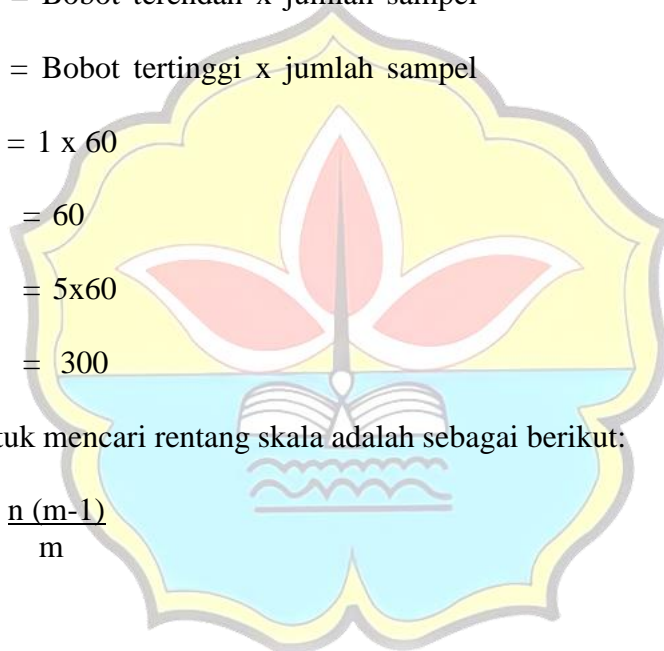 = Bobot terendah x jumlah sampel
= Bobot tertinggi x jumlah sampel
= 1 x 60
= 60
= 5x60
= 300
tuk mencari rentang skala adalah sebagai berikut:
n (m-1)
m